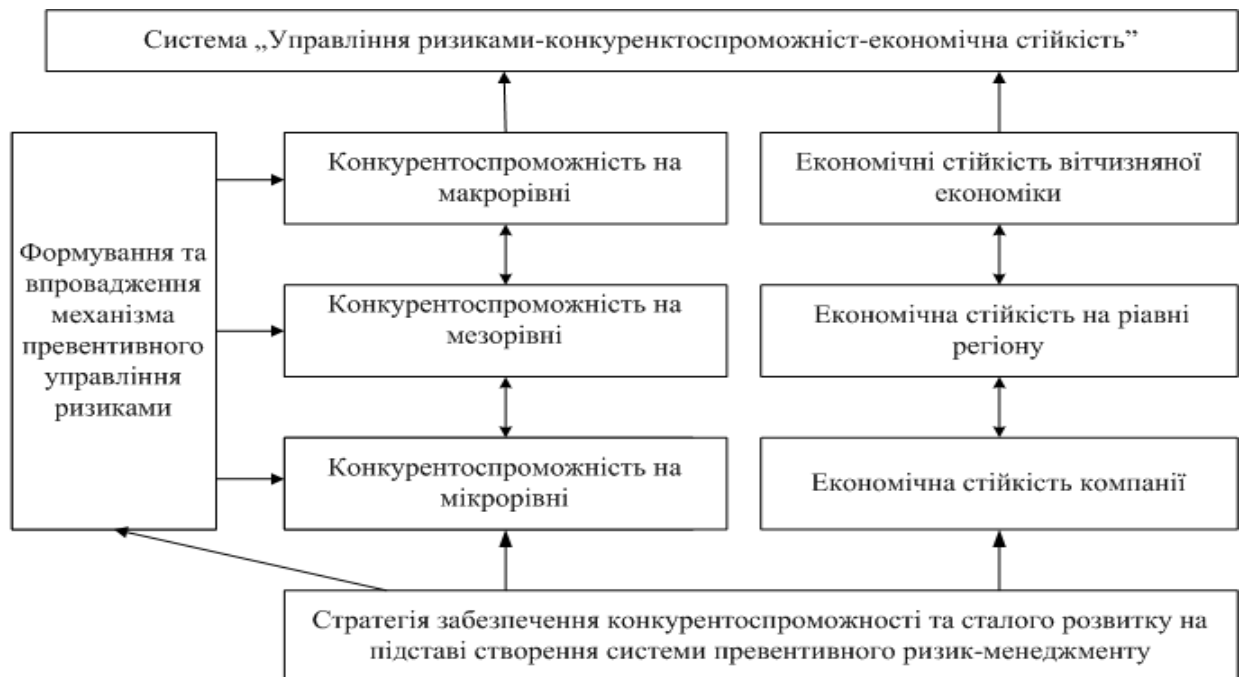 Система „Управління ризиками-конкуренктоспроможніст-економічна стійкість”
Формування та
впровадження
механізма
превентивного
управління
ризиками
Конкурентоспроможність на
макрорівні
Економічні стійкість вітчизняної
економіки
Конкурентоспроможність на
мезорівні
Економічна стійкість на ріавні
регіону
Конкурентоспроможність на
мікрорівні
Економічна стійкість компанії
Стратегія забезпечення конкурентоспроможності та сталого розвитку на
підставі створення системи превентивного ризик-менеджменту